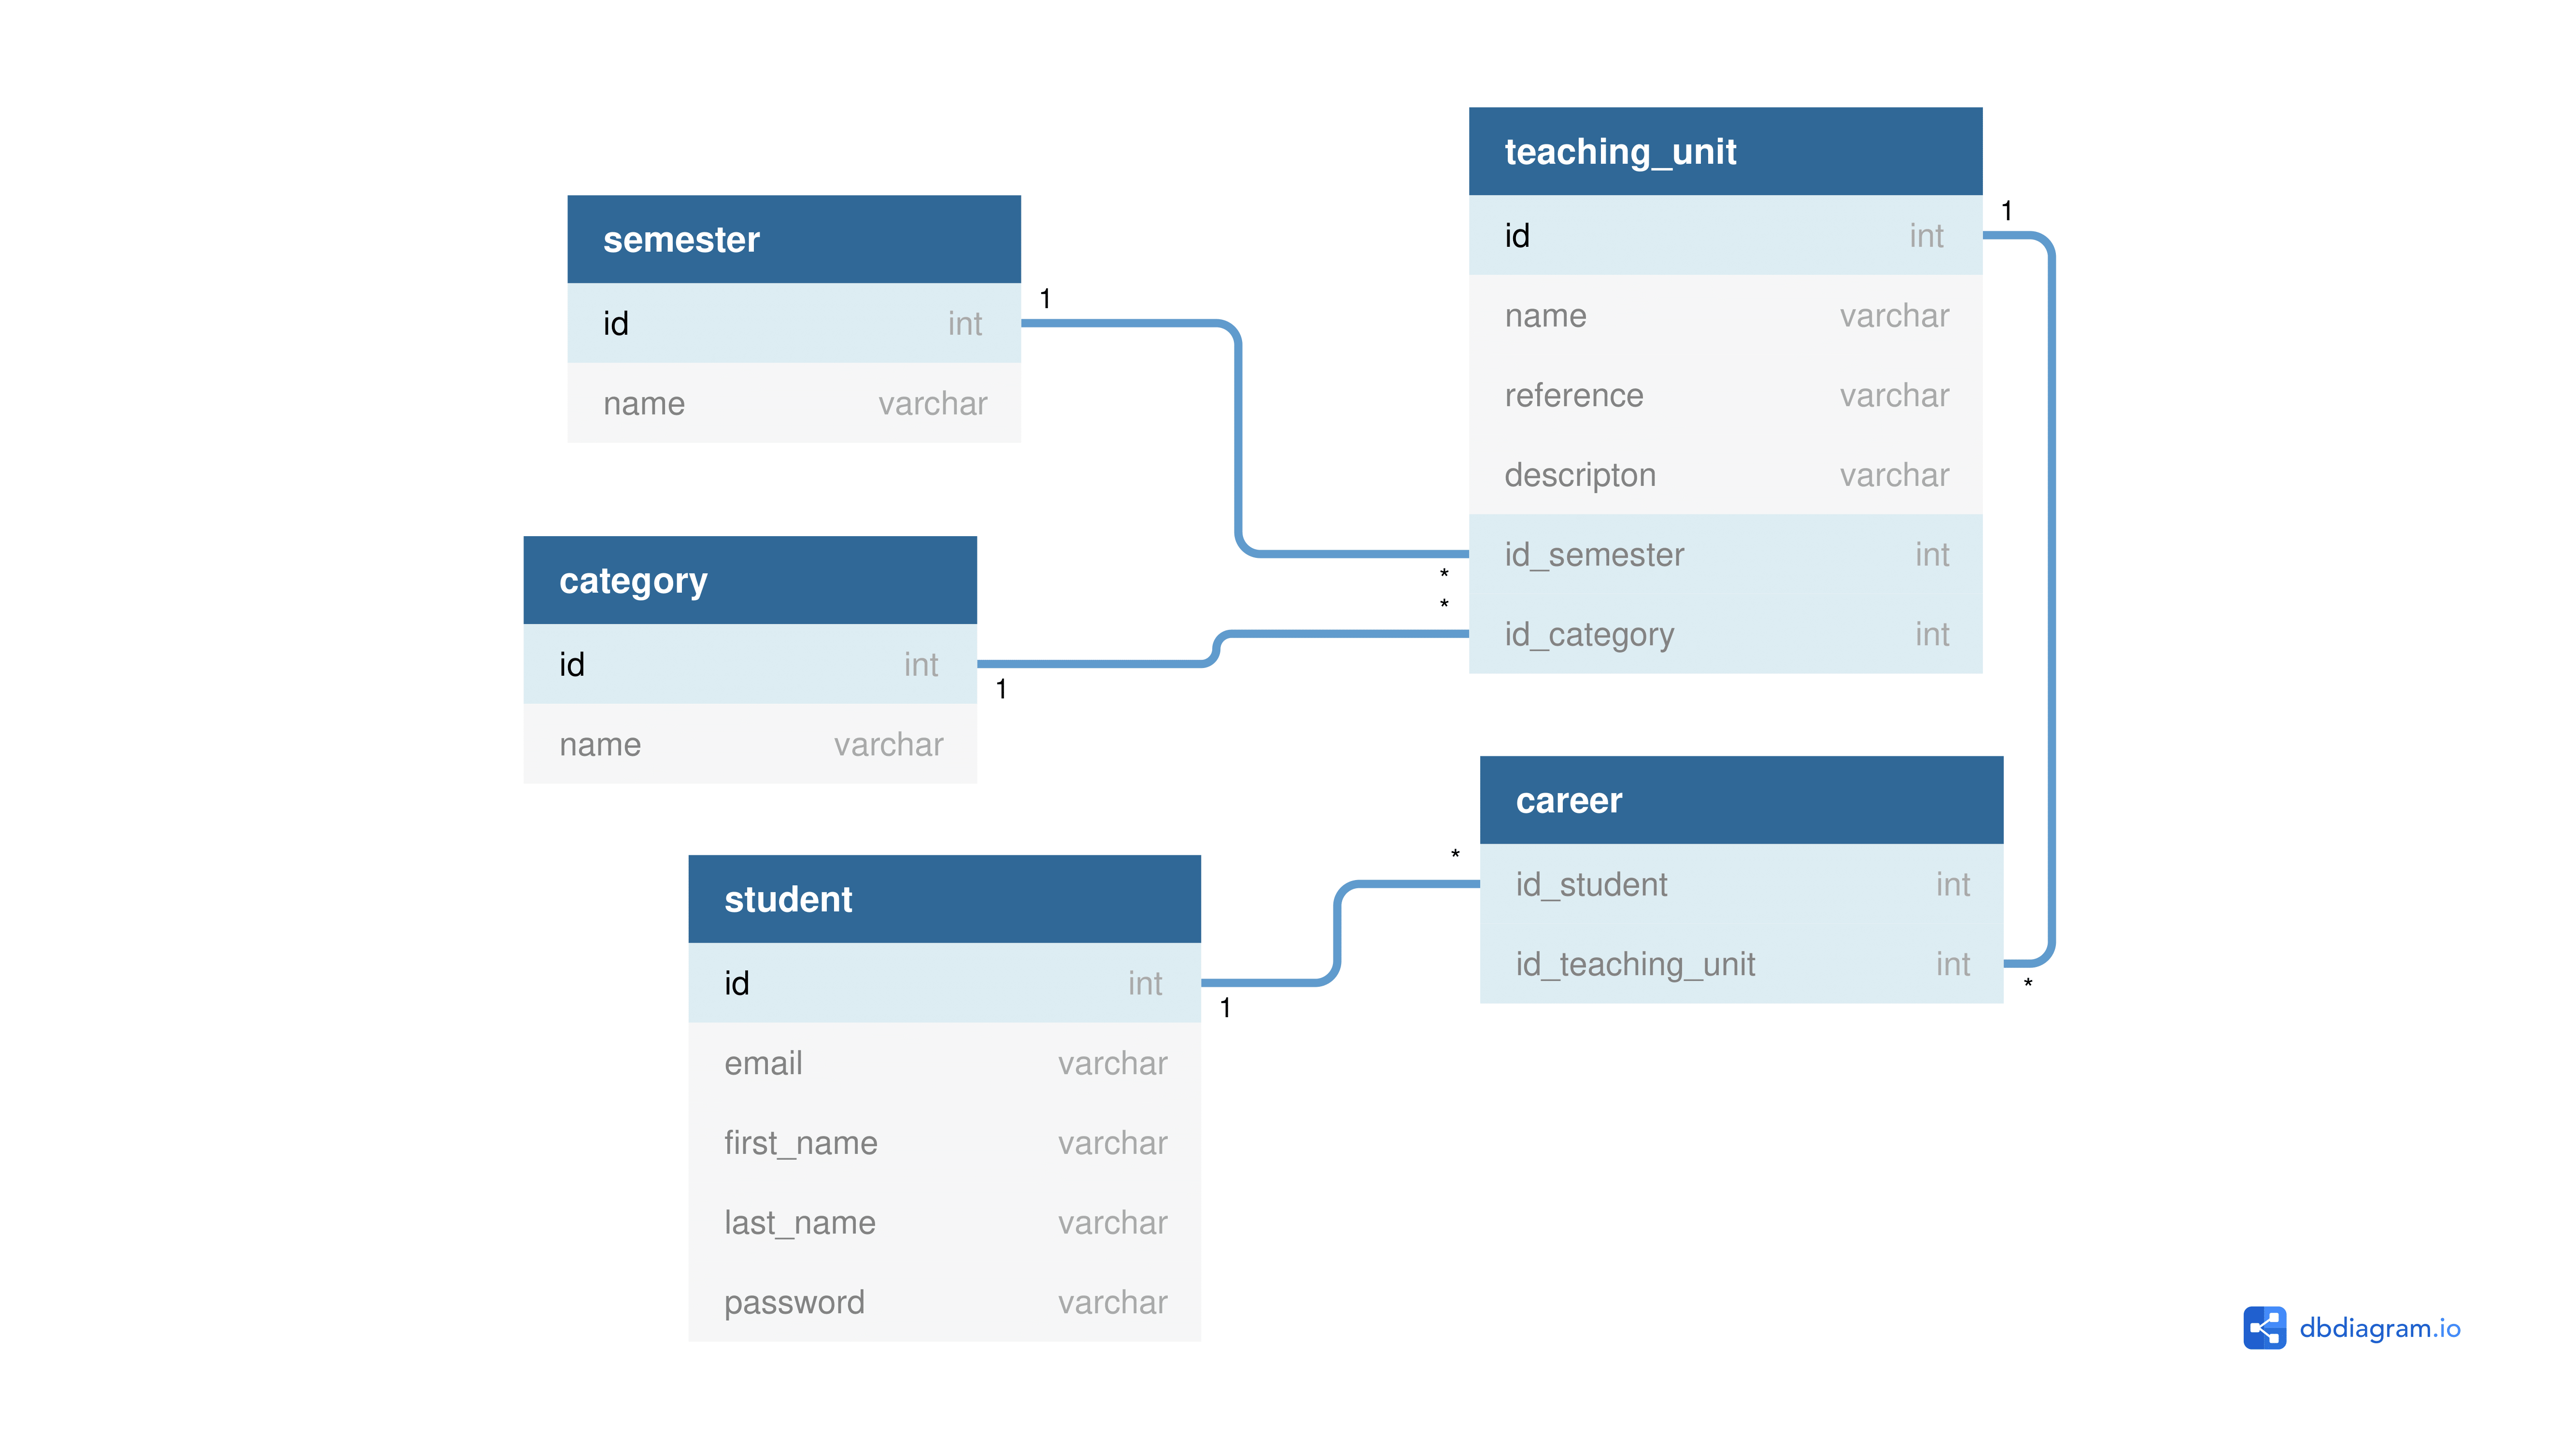 semester
id int
name varchar
1
category
id int
name varchar
1
student
id int
email varchar
first_name varchar
last_name varchar
password varchar
1
teaching_unit
id int
name varchar
reference varchar
descripton varchar
id_semester int
id_category int
1
*
*
career
id_student int
id_teaching_unit int
*
*
dbdiagram.io